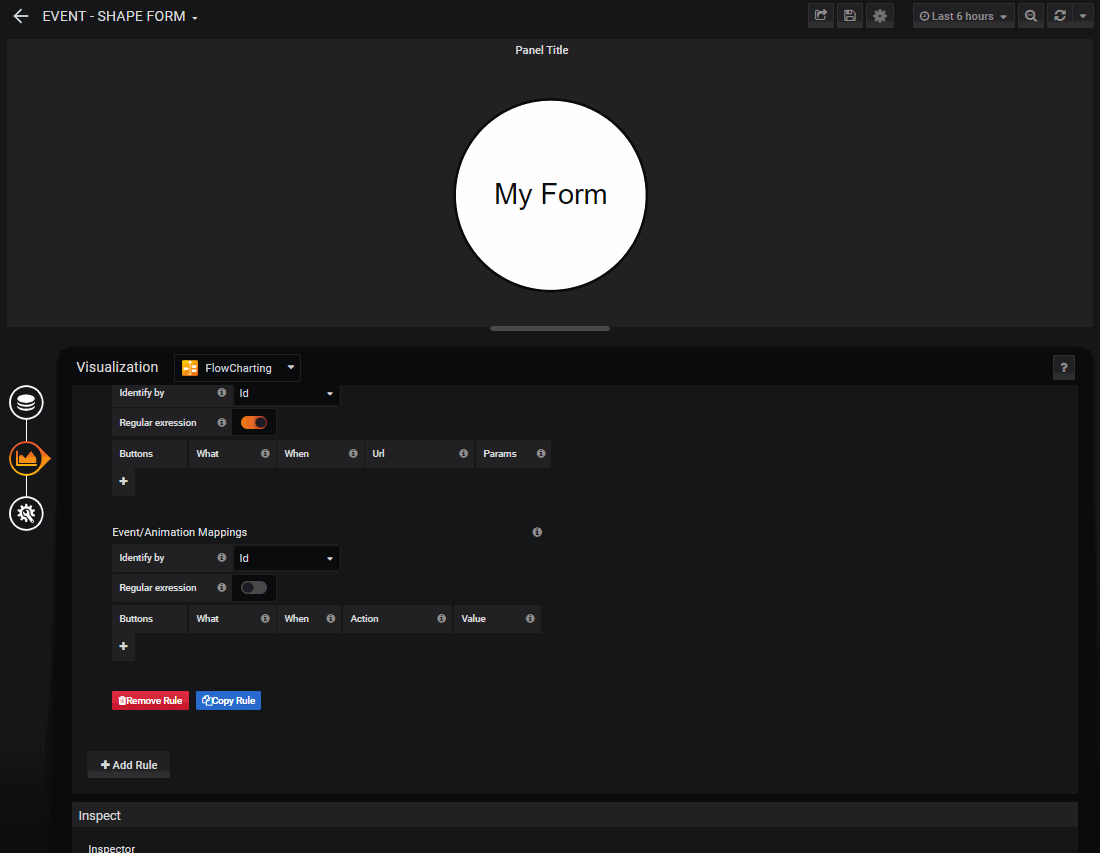 EVENT - SHAPE FORM
Last 6 hours
Panel Title
My Form
Visualization
FlowCharting
?
Identify by
Id
Regular exression
Buttons What When Url Params
+
Event/Animation Mappings
Identify by
Id
Regular exression
Buttons What When Action Value
+
Remove Rule Copy Rule
+ Add Rule
Inspect
Inspector